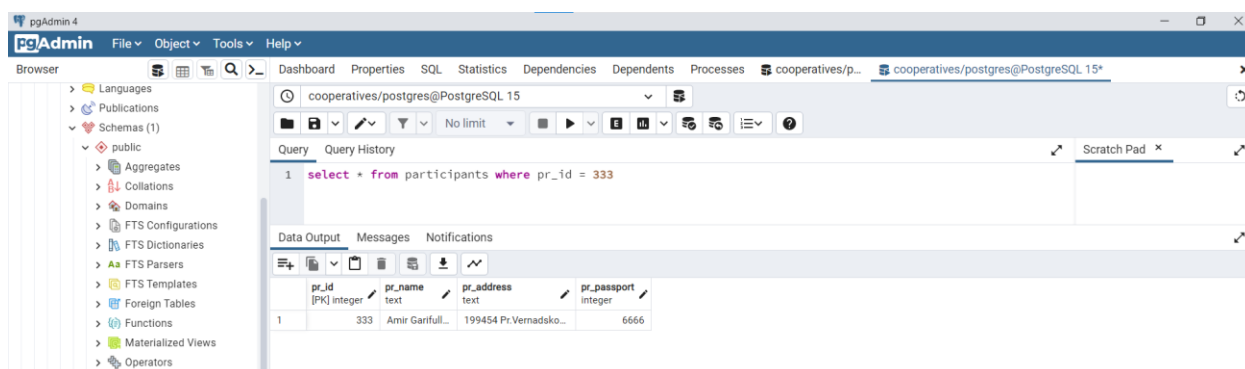 pgAdmin 4
pgAdmin File Object Tools Help
Browser Dashboard Properties SQL Statistics Dependencies Dependents Processes cooperatives/p... cooperatives/postgres@PostgreSQL 15*
Languages
Publications
Schemas (1)
public
Aggregates
Collations
Domains
FTS Configurations
FTS Dictionaries
Aa FTS Parsers
FTS Templates
Foreign Tables
Functions
Materialized Views
Operators
cooperatives/postgres@PostgreSQL 15
No limit
Query Query History Scratch Pad
1 select * from participants where pr_id = 333
Data Output Messages Notifications
pr_id pr_name pr_address pr_passport
[PK] integer text text integer
1 333 Amir Garifull... 199454 Pr.Vernadsko... 6666